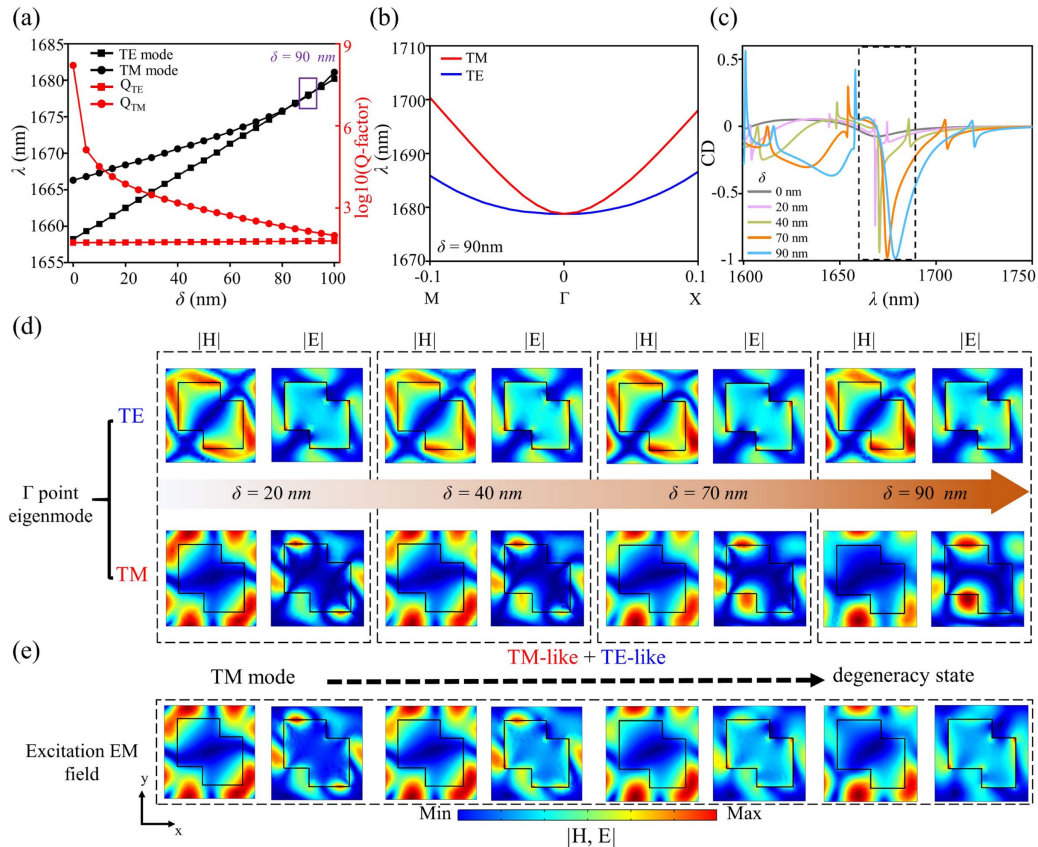 (a)
1685
1680
1675
1670
1665
1660
1655
λ (nm)
TE mode
TM mode
Q_TE
Q_TM
δ = 90 nm
9
6
3
log10(Q-factor)
0 20 40 60 80 100
δ (nm)
(b)
1710
1700
1690
1680
1670
λ (nm)
TM
TE
δ = 90nm
-0.1 0 0.1
M Γ X
(c)
0.5
0
-0.5
-1
CD
δ
0 nm
20 nm
40 nm
70 nm
90 nm
1600 1650 1700 1750
λ (nm)
(d)
|H| |E| |H| |E| |H| |E| |H| |E|
TE
Γ point
eigenmode
δ = 20 nm δ = 40 nm δ = 70 nm δ = 90 nm
TM
(e)
TM-like + TE-like
TM mode degeneracy state
Excitation EM
field
y
x
Min Max
|H, E|